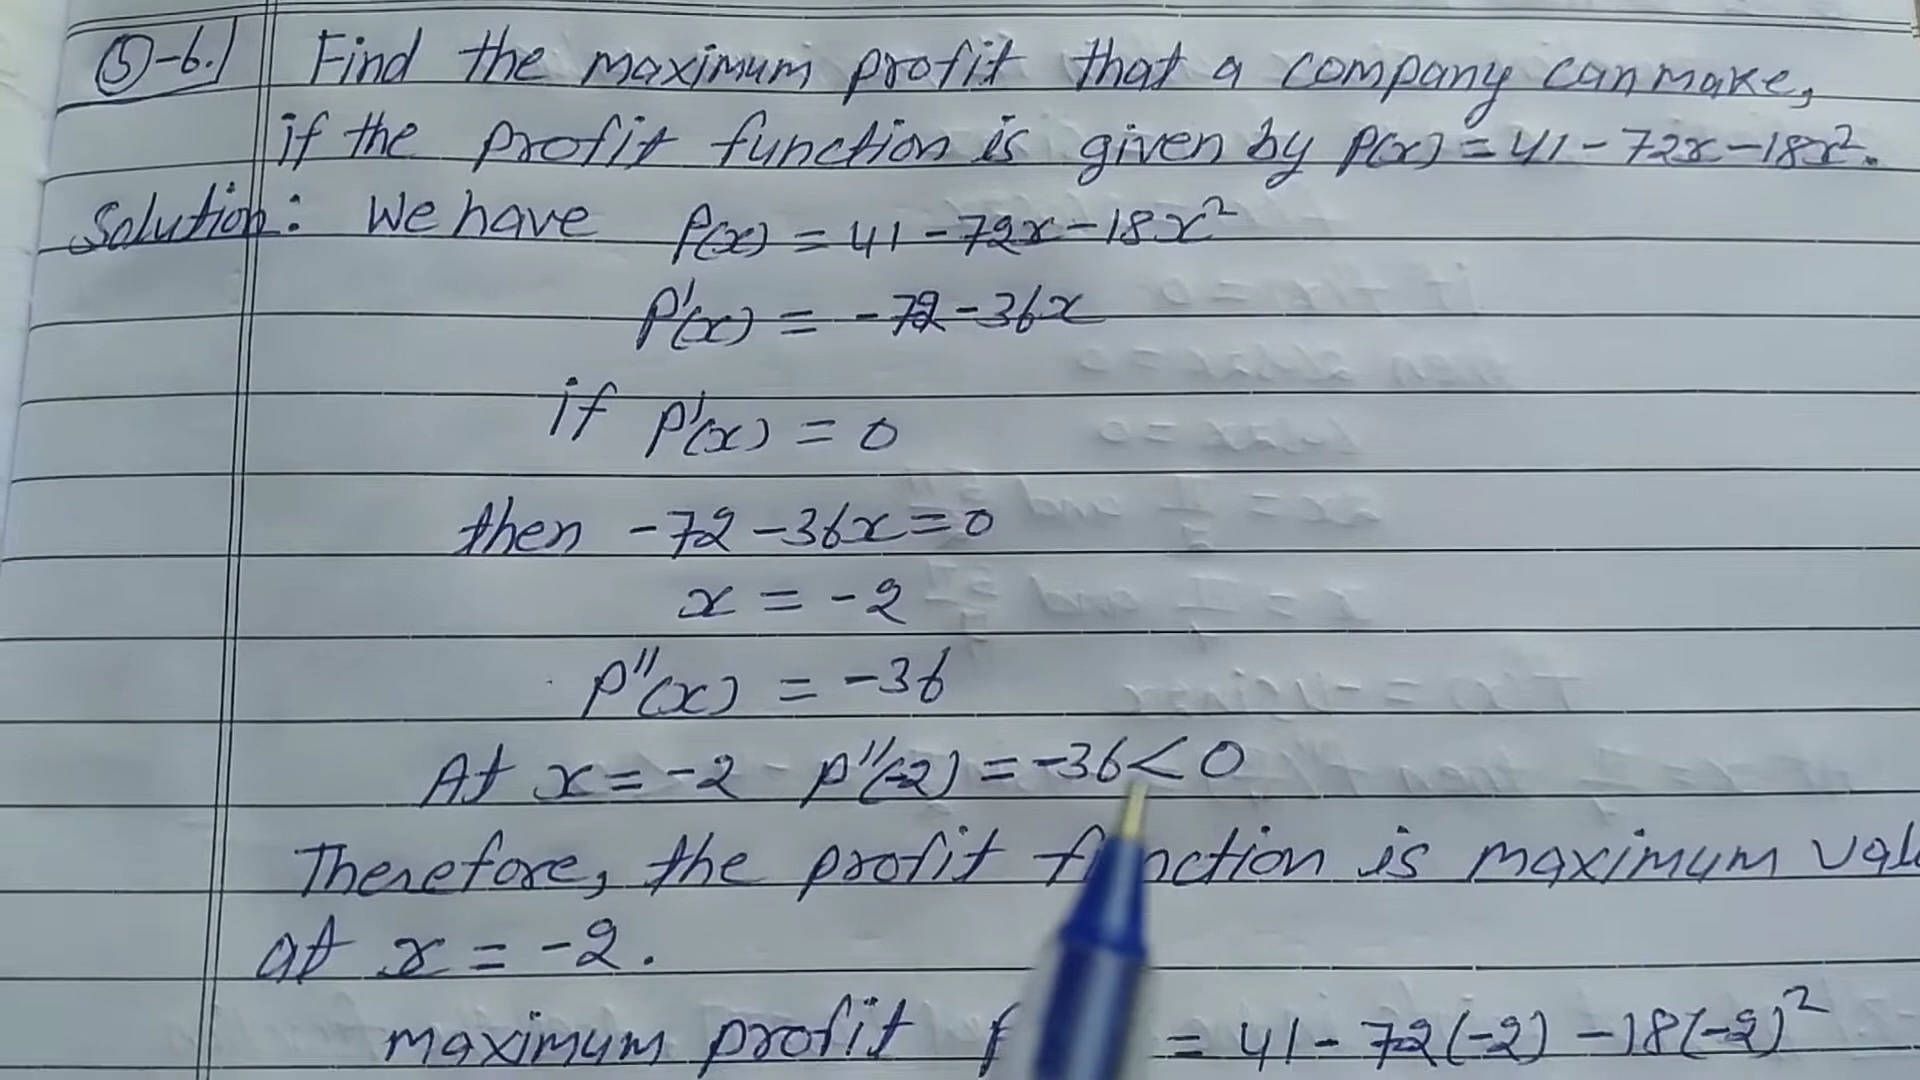 ⑤-6.) Find the maximum profit that a company can make,
if the profit function is given by P(x) = 41 - 72x - 18x².
Solution: We have P(x) = 41 - 72x - 18x²
P'(x) = -72 - 36x
if P'(x) = 0
then -72 - 36x = 0
x = -2
P''(x) = -36
At x = -2 P''(-2) = -36 < 0
Therefore, the profit is maximum
at x = -2.
maximum profit = 41 - 72(-2) - 18(-2)²